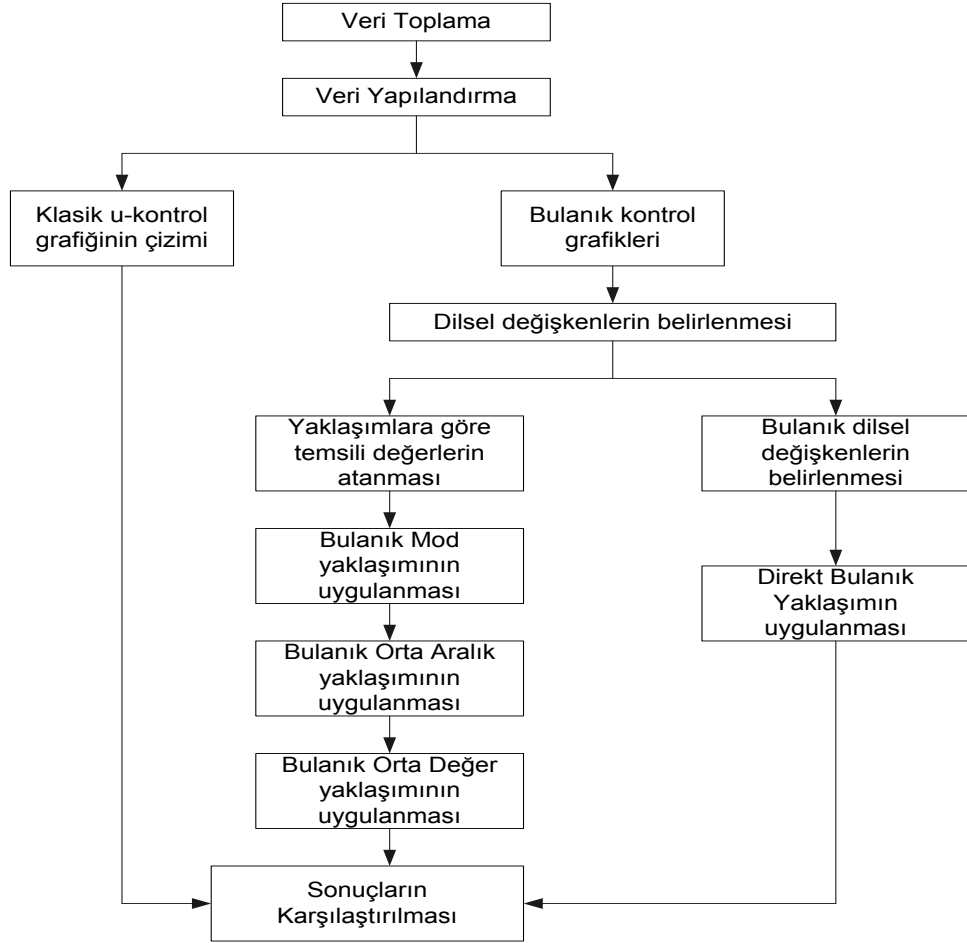 Veri Toplama
Veri Yapılandırma
Klasik u-kontrol
grafiğinin çizimi
Bulanık kontrol
grafikleri
Dilsel değişkenlerin belirlenmesi
Yaklaşımlara göre
temsili değerlerin
atanması
Bulanık dilsel
değişkenlerin
belirlenmesi
Bulanık Mod
yaklaşımının
uygulanması
Direkt Bulanık
Yaklaşımın
uygulanması
Bulanık Orta Aralık
yaklaşımının
uygulanması
Bulanık Orta Değer
yaklaşımının
uygulanması
Sonuçların
Karşılaştırılması